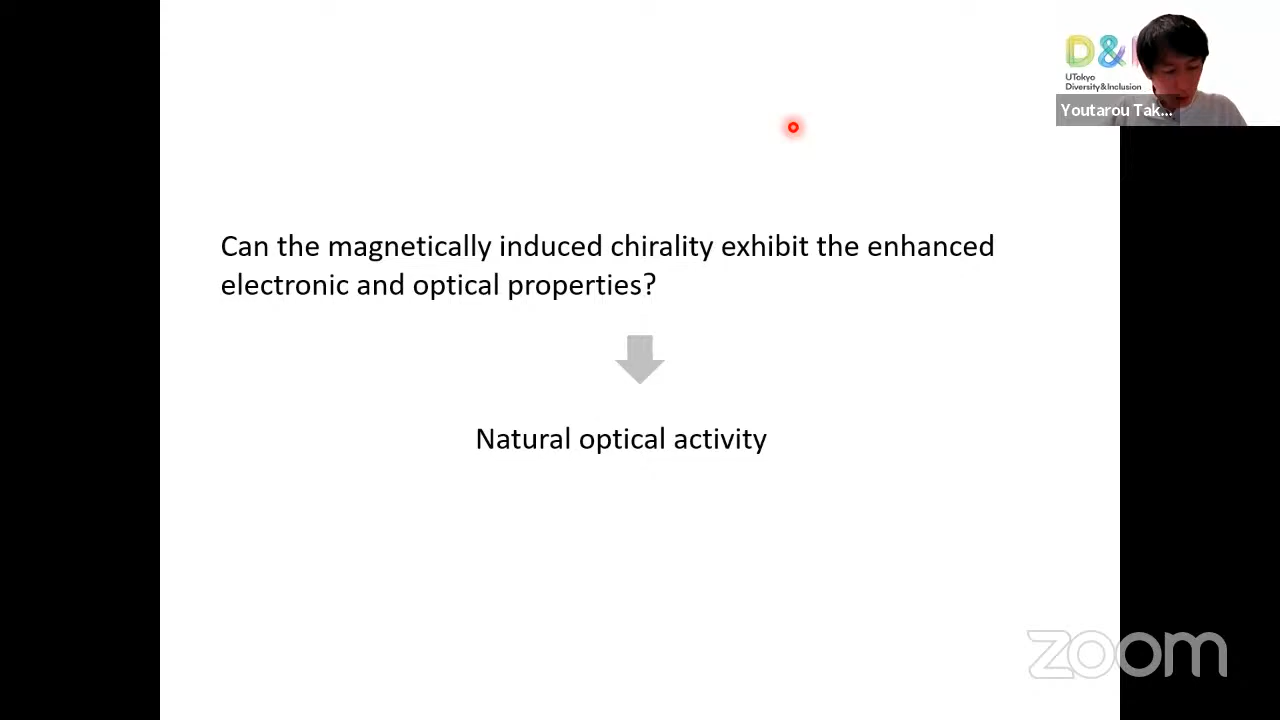 D&
UTokyo
Diversity&Inclusion
Youtarou Tak...
Can the magnetically induced chirality exhibit the enhanced
electronic and optical properties?
Natural optical activity
zoom